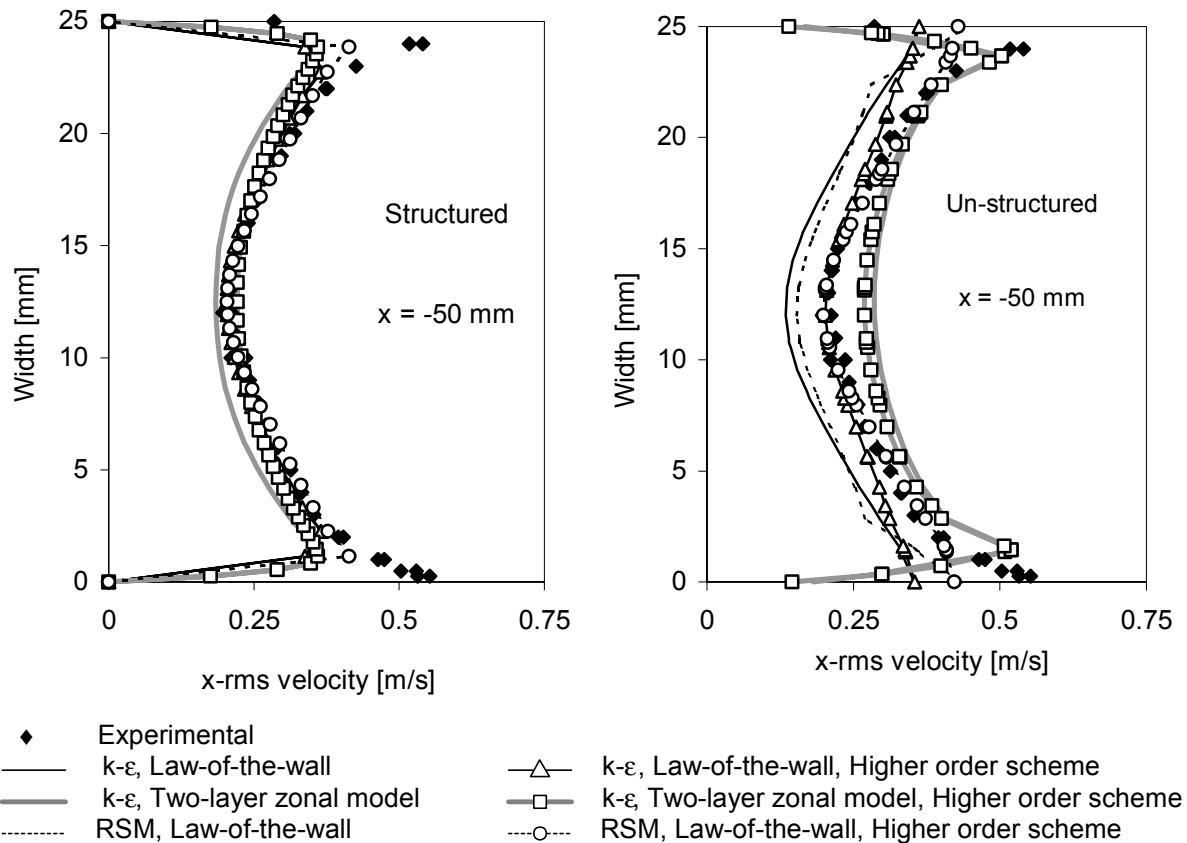 25
20
15
10
5
0
Width [mm]
Structured
x = -50 mm
0
0.25
0.5
0.75
x-rms velocity [m/s]
25
20
15
10
5
0
Width [mm]
Un-structured
x = -50 mm
0
0.25
0.5
0.75
x-rms velocity [m/s]
Experimental
k-ε, Law-of-the-wall
k-ε, Two-layer zonal model
RSM, Law-of-the-wall
k-ε, Law-of-the-wall, Higher order scheme
k-ε, Two-layer zonal model, Higher order scheme
RSM, Law-of-the-wall, Higher order scheme